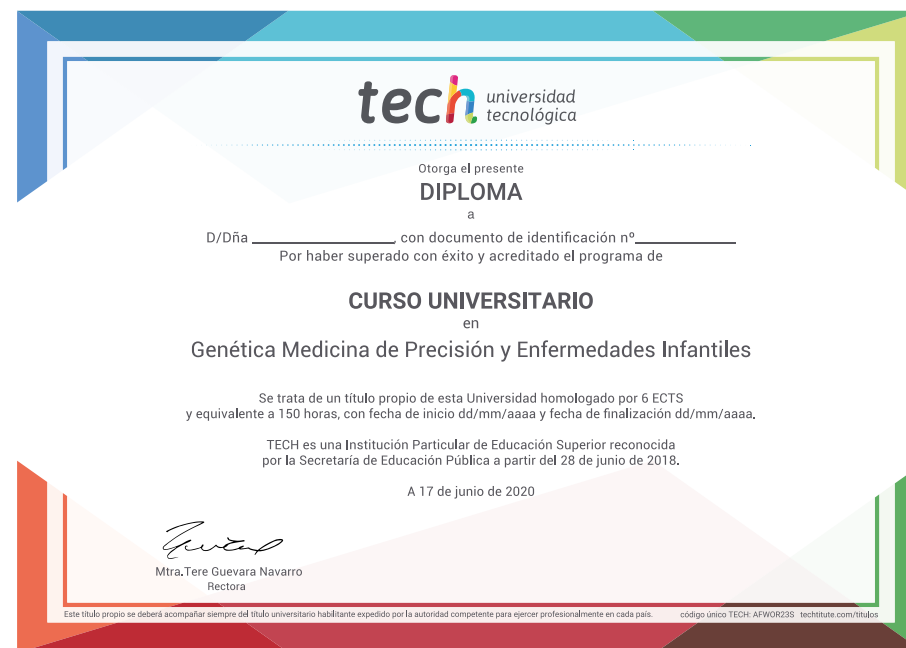 tech universidad
tecnológica
Otorga el presente
DIPLOMA
a
D/Dña , con documento de identificación nº
Por haber superado con éxito y acreditado el programa de
CURSO UNIVERSITARIO
en
Genética Medicina de Precisión y Enfermedades Infantiles
Se trata de un título propio de esta Universidad homologado por 6 ECTS
y equivalente a 150 horas, con fecha de inicio dd/mm/aaaa y fecha de finalización dd/mm/aaaa.
TECH es una Institución Particular de Educación Superior reconocida
por la Secretaría de Educación Pública a partir del 28 de junio de 2018.
A 17 de junio de 2020
Mtra.Tere Guevara Navarro
Rectora
Este título propio se deberá acompañar siempre del título universitario habilitante expedido por la autoridad competente para ejercer profesionalmente en cada país. código único TECH: AFWOR23S techtitute.com/titulos